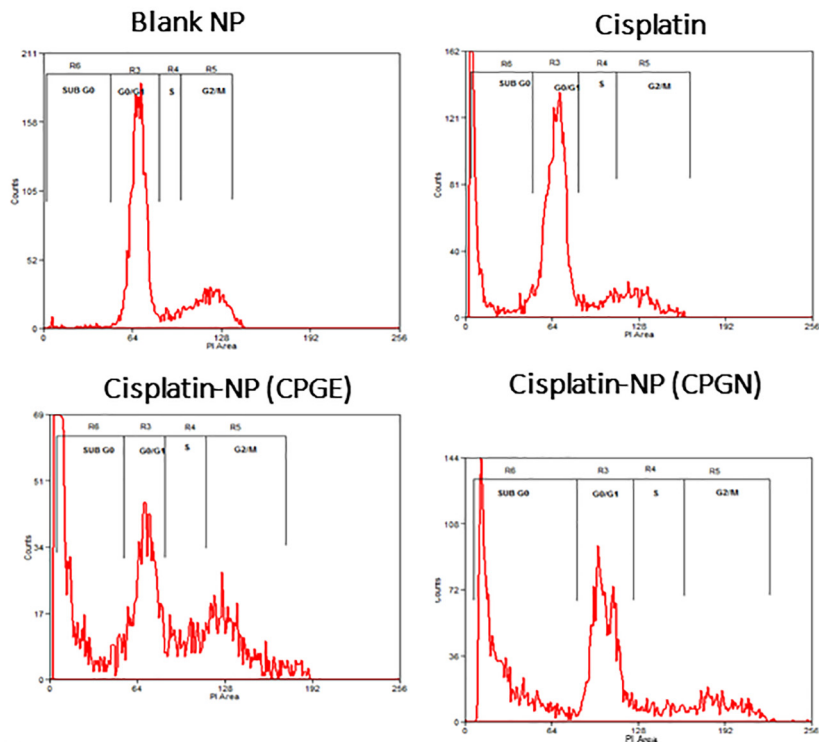 Blank NP
211
158
105
52
0
Counts
R6 R3 R4 R5
SUB G0 G0/G1 S G2/M
0 64 128 192 256
PI Area
Cisplatin
162
121
81
40
0
Counts
R6 R3 R4 R5
SUB G0 G0/G1 S G2/M
0 64 128 192 256
PI Area
Cisplatin-NP (CPGE)
69
51
34
17
0
Counts
R6 R3 R4 R5
SUB G0 G0/G1 S G2/M
0 64 128 192 256
PI Area
Cisplatin-NP (CPGN)
144
108
72
36
0
Counts
R6 R3 R4 R5
SUB G0 G0/G1 S G2/M
0 64 128 192 256
PI Area